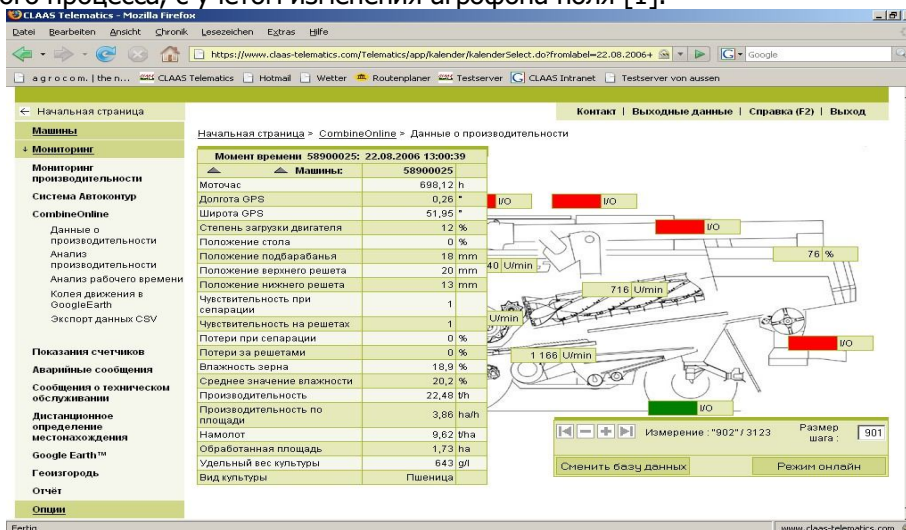 ого процесса, с учетом изменения агрофона поля [1].
CLAAS Telematics - Mozilla Firefox
Datei Bearbeiten Ansicht Chronik Lesezeichen Extras Hilfe
https://www.claas-telematics.com/Telematics/app/kalender/kalenderSelect.do?fromlabel=22.08.2006+
Google
agrocom. | the n... CLAAS Telematics Hotmail Wetter Routenplaner Testserver CLAAS Intranet Testserver von aussen
Начальная страница
Контакт | Выходные данные | Справка (F2) | Выход
Машины
Мониторинг
Мониторинг
производительности
Система Автоконтур
CombineOnline
Данные о
производительности
Анализ
производительности
Анализ рабочего времени
Колея движения в
GoogleEarth
Экспорт данных CSV
Показания счетчиков
Аварийные сообщения
Сообщения о техническом
обслуживании
Дистанционное
определение
местонахождения
Google Earth™
Геоизгородь
Отчёт
Опции
Начальная страница > CombineOnline > Данные о производительности
Момент времени 58900025: 22.08.2006 13:00:39
Машины: 58900025
Моточас 698,12 h
Долгота GPS 0,26 °
Широта GPS 51,95 °
Степень загрузки двигателя 12 %
Положение стола 0 %
Положение подбарабанья 18 mm
Положение верхнего решета 20 mm
Положение нижнего решета 13 mm
Чувствительность при
сепарации 1
Чувствительность на решетах 1
Потери при сепарации 0 %
Потери за решетами 0 %
Влажность зерна 18,9 %
Среднее значение влажности 20,2 %
Производительность 22,48 t/h
Производительность по
площади 3,86 ha/h
Намолот 9,62 t/ha
Обработанная площадь 1,73 ha
Удельный вес культуры 643 g/l
Вид культуры Пшеница
I/O
I/O
I/O
76 %
40 U/min
716 U/min
U/min
I/O
1 166 U/min
I/O
Измерение : "902" / 3123
Размер
шага : 901
Сменить базу данных
Режим онлайн
Fertig
www.claas-telematics.com